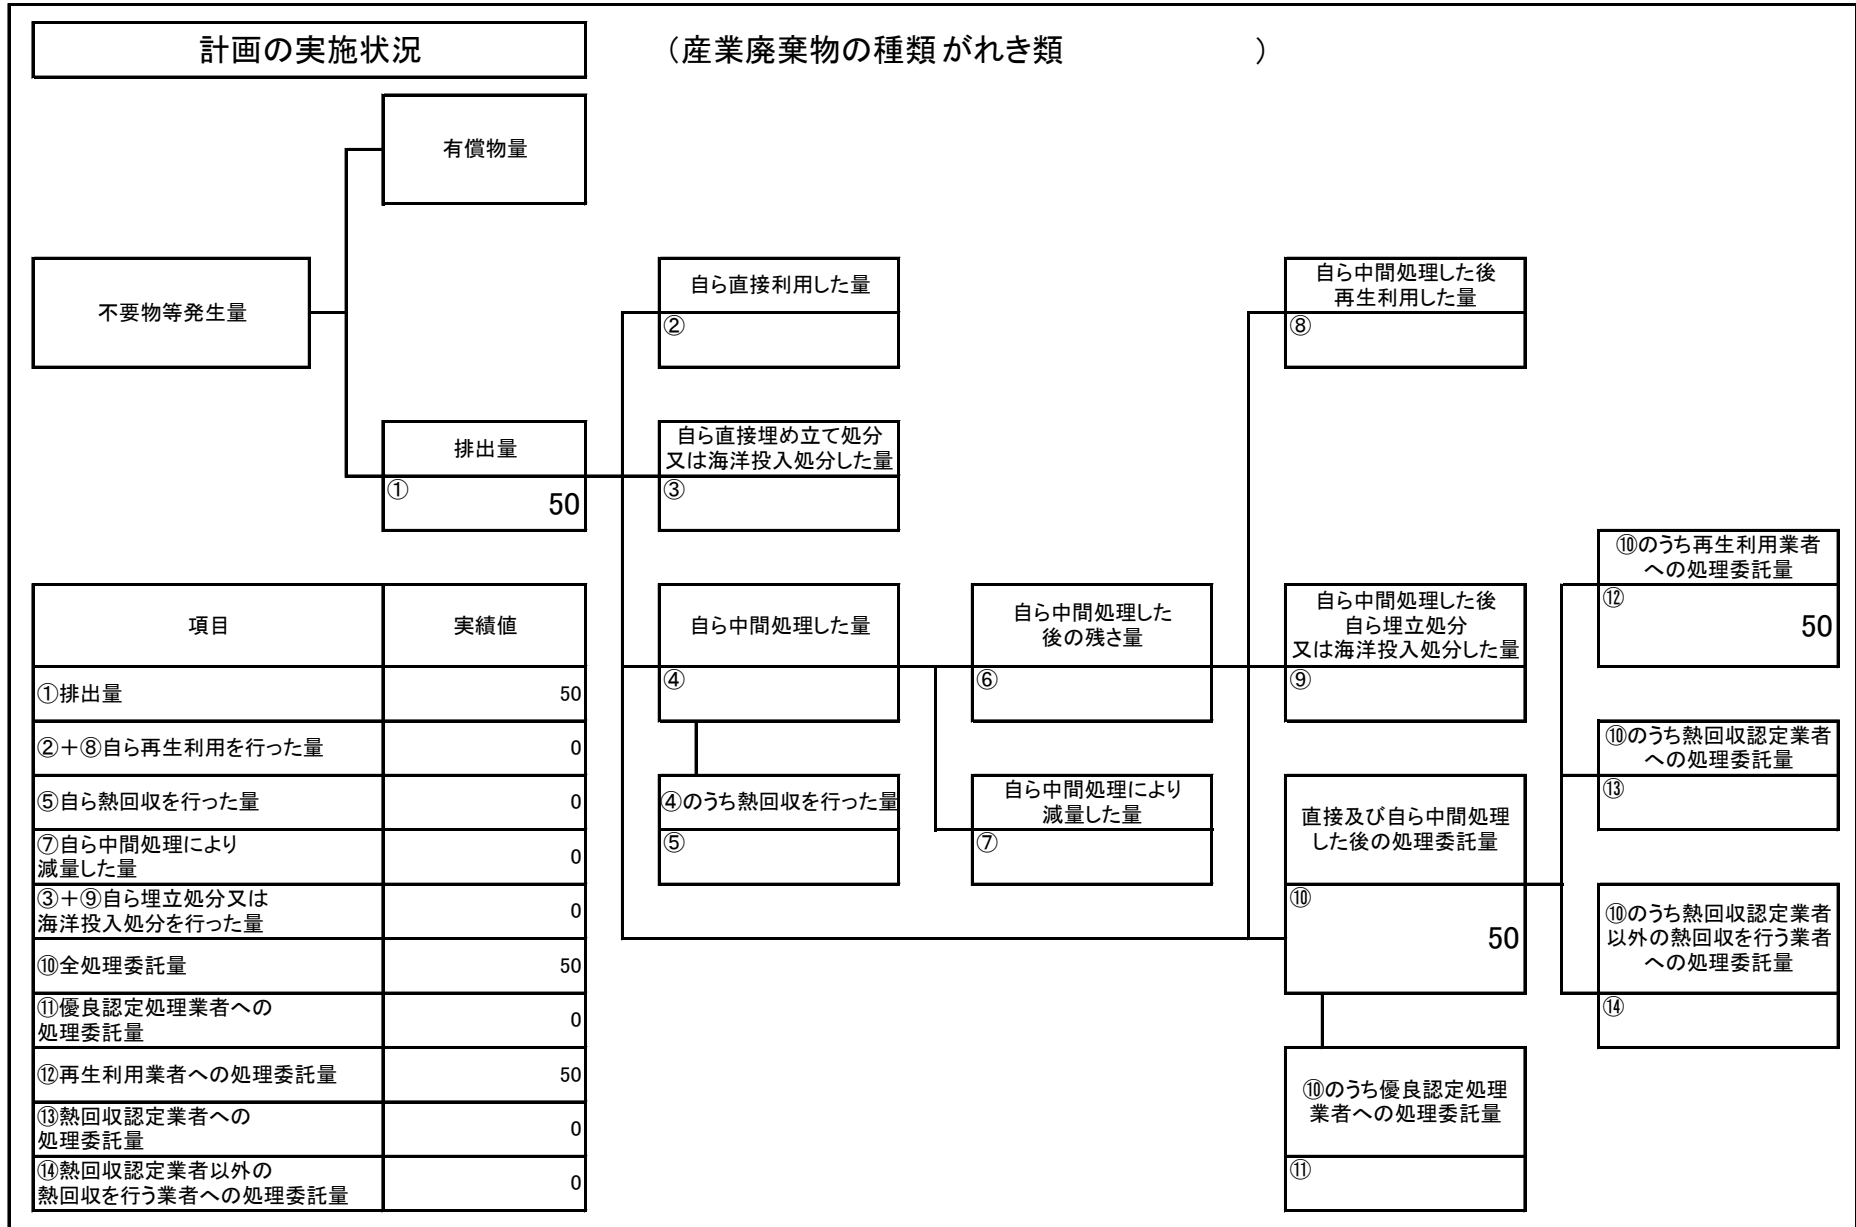 計画の実施状況
（産業廃棄物の種類 がれき類 ）
有償物量
不要物等発生量
自ら直接利用した量
②
自ら中間処理した後
再生利用した量
⑧
排出量
①
50
自ら直接埋め立て処分
又は海洋投入処分した量
③
⑩のうち再生利用業者
への処理委託量
⑫
50
自ら中間処理した量
④
自ら中間処理した
後の残さ量
⑥
自ら中間処理した後
自ら埋立処分
又は海洋投入処分した量
⑨
⑩のうち熱回収認定業者
への処理委託量
⑬
④のうち熱回収を行った量
⑤
自ら中間処理により
減量した量
⑦
直接及び自ら中間処理
した後の処理委託量
⑩
50
⑩のうち熱回収認定業者
以外の熱回収を行う業者
への処理委託量
⑭
⑩のうち優良認定処理
業者への処理委託量
⑪
項目 実績値
①排出量 50
②＋⑧自ら再生利用を行った量 0
⑤自ら熱回収を行った量 0
⑦自ら中間処理により
減量した量 0
③＋⑨自ら埋立処分又は
海洋投入処分を行った量 0
⑩全処理委託量 50
⑪優良認定処理業者への
処理委託量 0
⑫再生利用業者への処理委託量 50
⑬熱回収認定業者への
処理委託量 0
⑭熱回収認定業者以外の
熱回収を行う業者への処理委託量 0